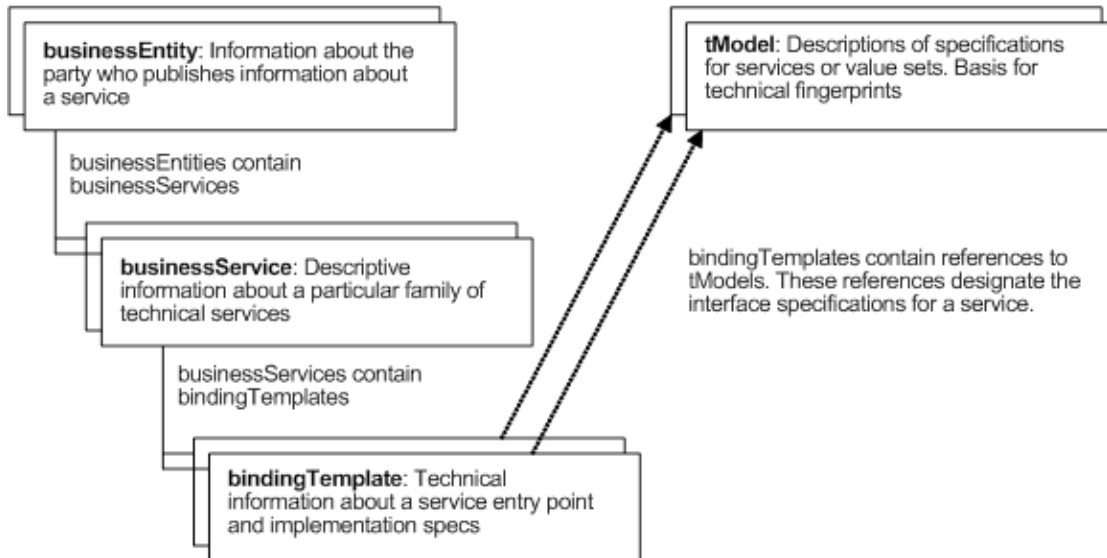 businessEntity: Information about the
party who publishes information about
a service
tModel: Descriptions of specifications
for services or value sets. Basis for
technical fingerprints
businessEntities contain
businessServices
businessService: Descriptive
information about a particular family of
technical services
bindingTemplates contain references to
tModels. These references designate the
interface specifications for a service.
businessServices contain
bindingTemplates
bindingTemplate: Technical
information about a service entry point
and implementation specs